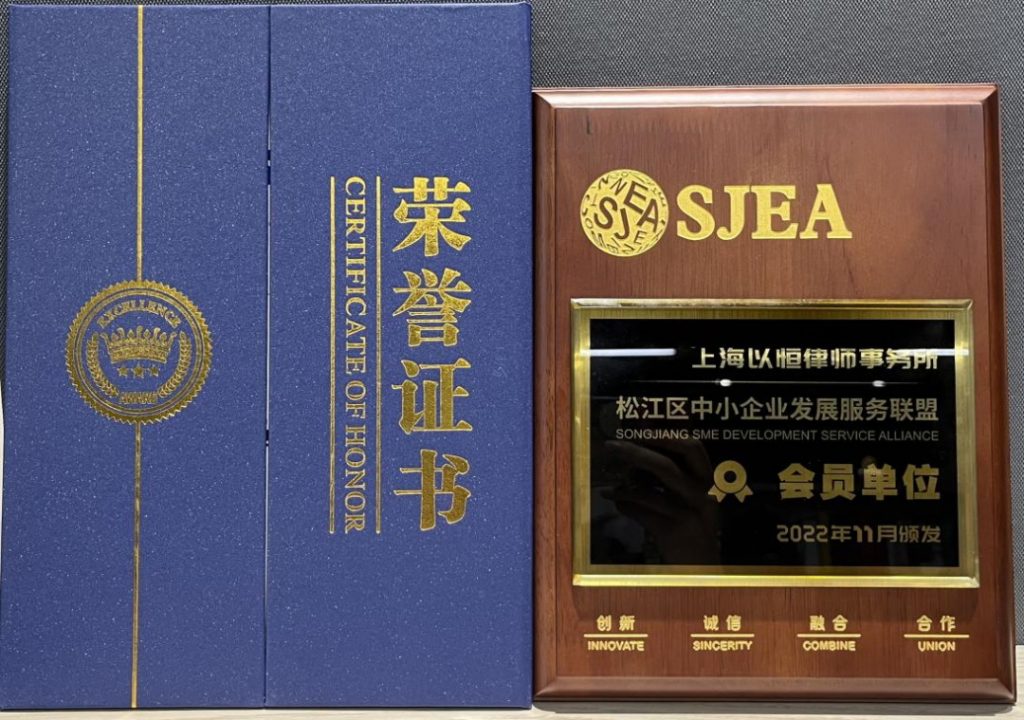 EXCELLENCE
AWARD
荣誉证书
CERTIFICATE OF HONOR
SJEA
SJEA
上海以恒律师事务所
松江区中小企业发展服务联盟
SONGJIANG SME DEVELOPMENT SERVICE ALLIANCE
会员单位
2022年11月颁发
创新 诚信 融合 合作
INNOVATE SINCERITY COMBINE UNION